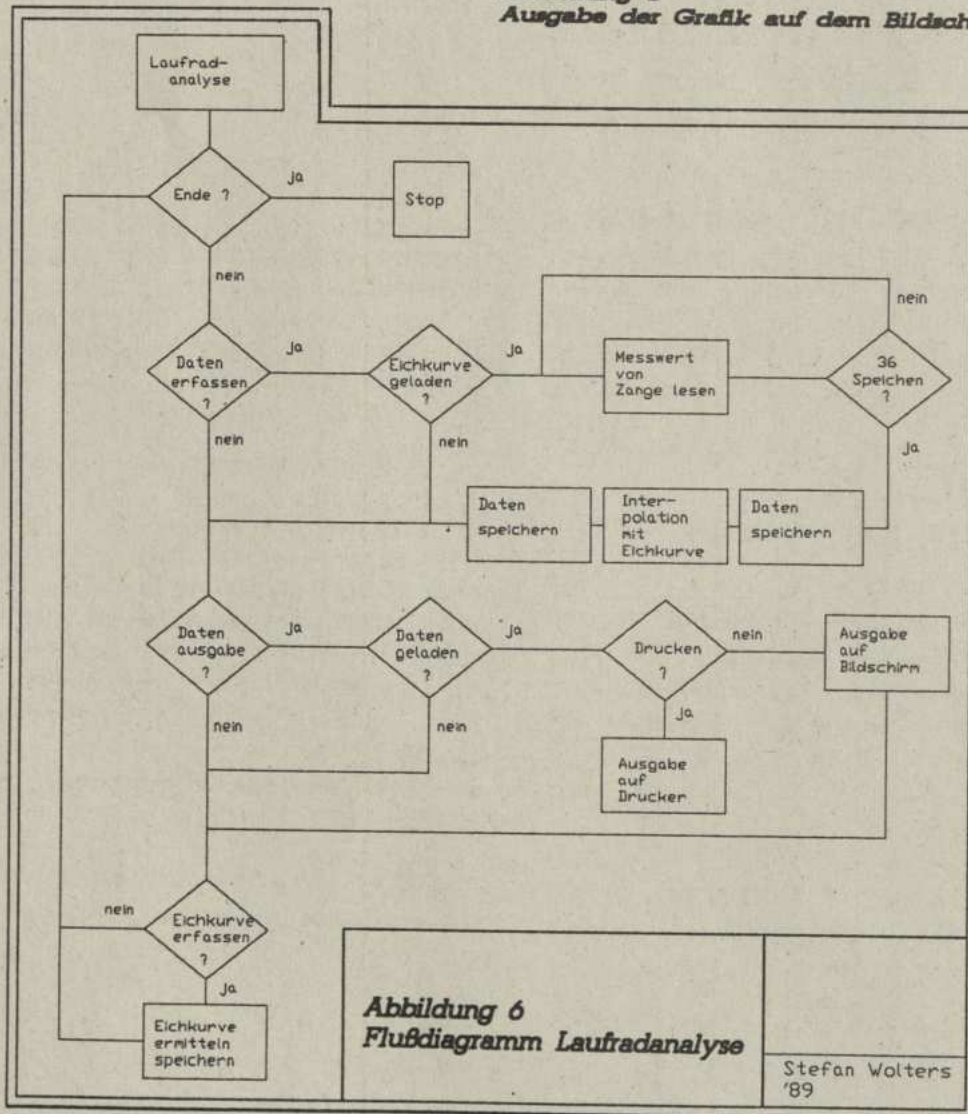 Ausgabe der Grafik auf dem
Laufrad-
analyse
Ende ?
ja
Stop
nein
Daten
erfassen
?
ja
Eichkurve
geladen
?
ja
Messwert
von
Zange lesen
nein
36
Speichen
?
nein
nein
ja
Daten
speichern
Inter-
polation
mit
Eichkurve
Daten
speichern
Daten
ausgabe
?
ja
Daten
geladen
?
ja
Drucken
?
nein
Ausgabe
auf
Bildschirm
nein
nein
ja
Ausgabe
auf
Drucker
nein
Eichkurve
erfassen
?
ja
Eichkurve
ermitteln
speichern
Abbildung 6
Flußdiagramm Laufradanalyse
Stefan Wolters
'89